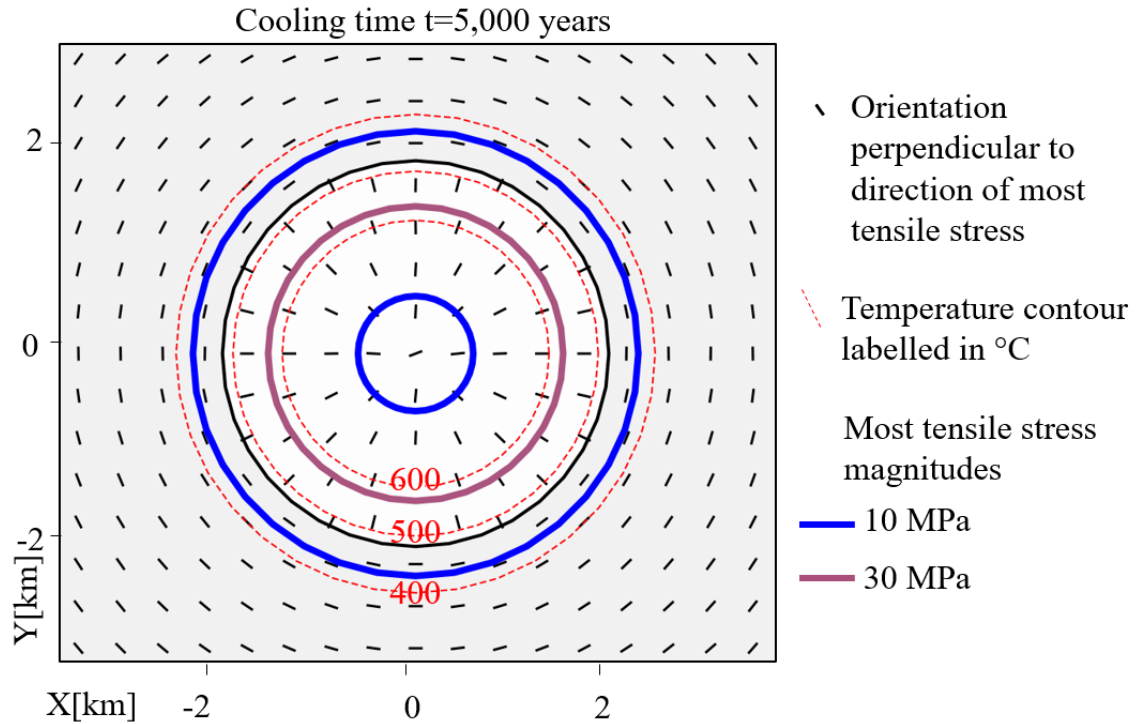 Cooling time t=5,000 years
2
0
-2
Y[km]
X[km]
-2
0
2
600
500
400
Orientation
perpendicular to
direction of most
tensile stress
Temperature contour
labelled in °C
Most tensile stress
magnitudes
10 MPa
30 MPa